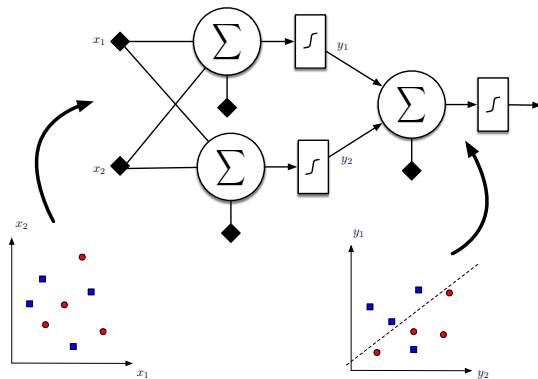 x₁
∑
y₁
∑
x₂
∑
y₂
x₂
x₁
y₁
y₂